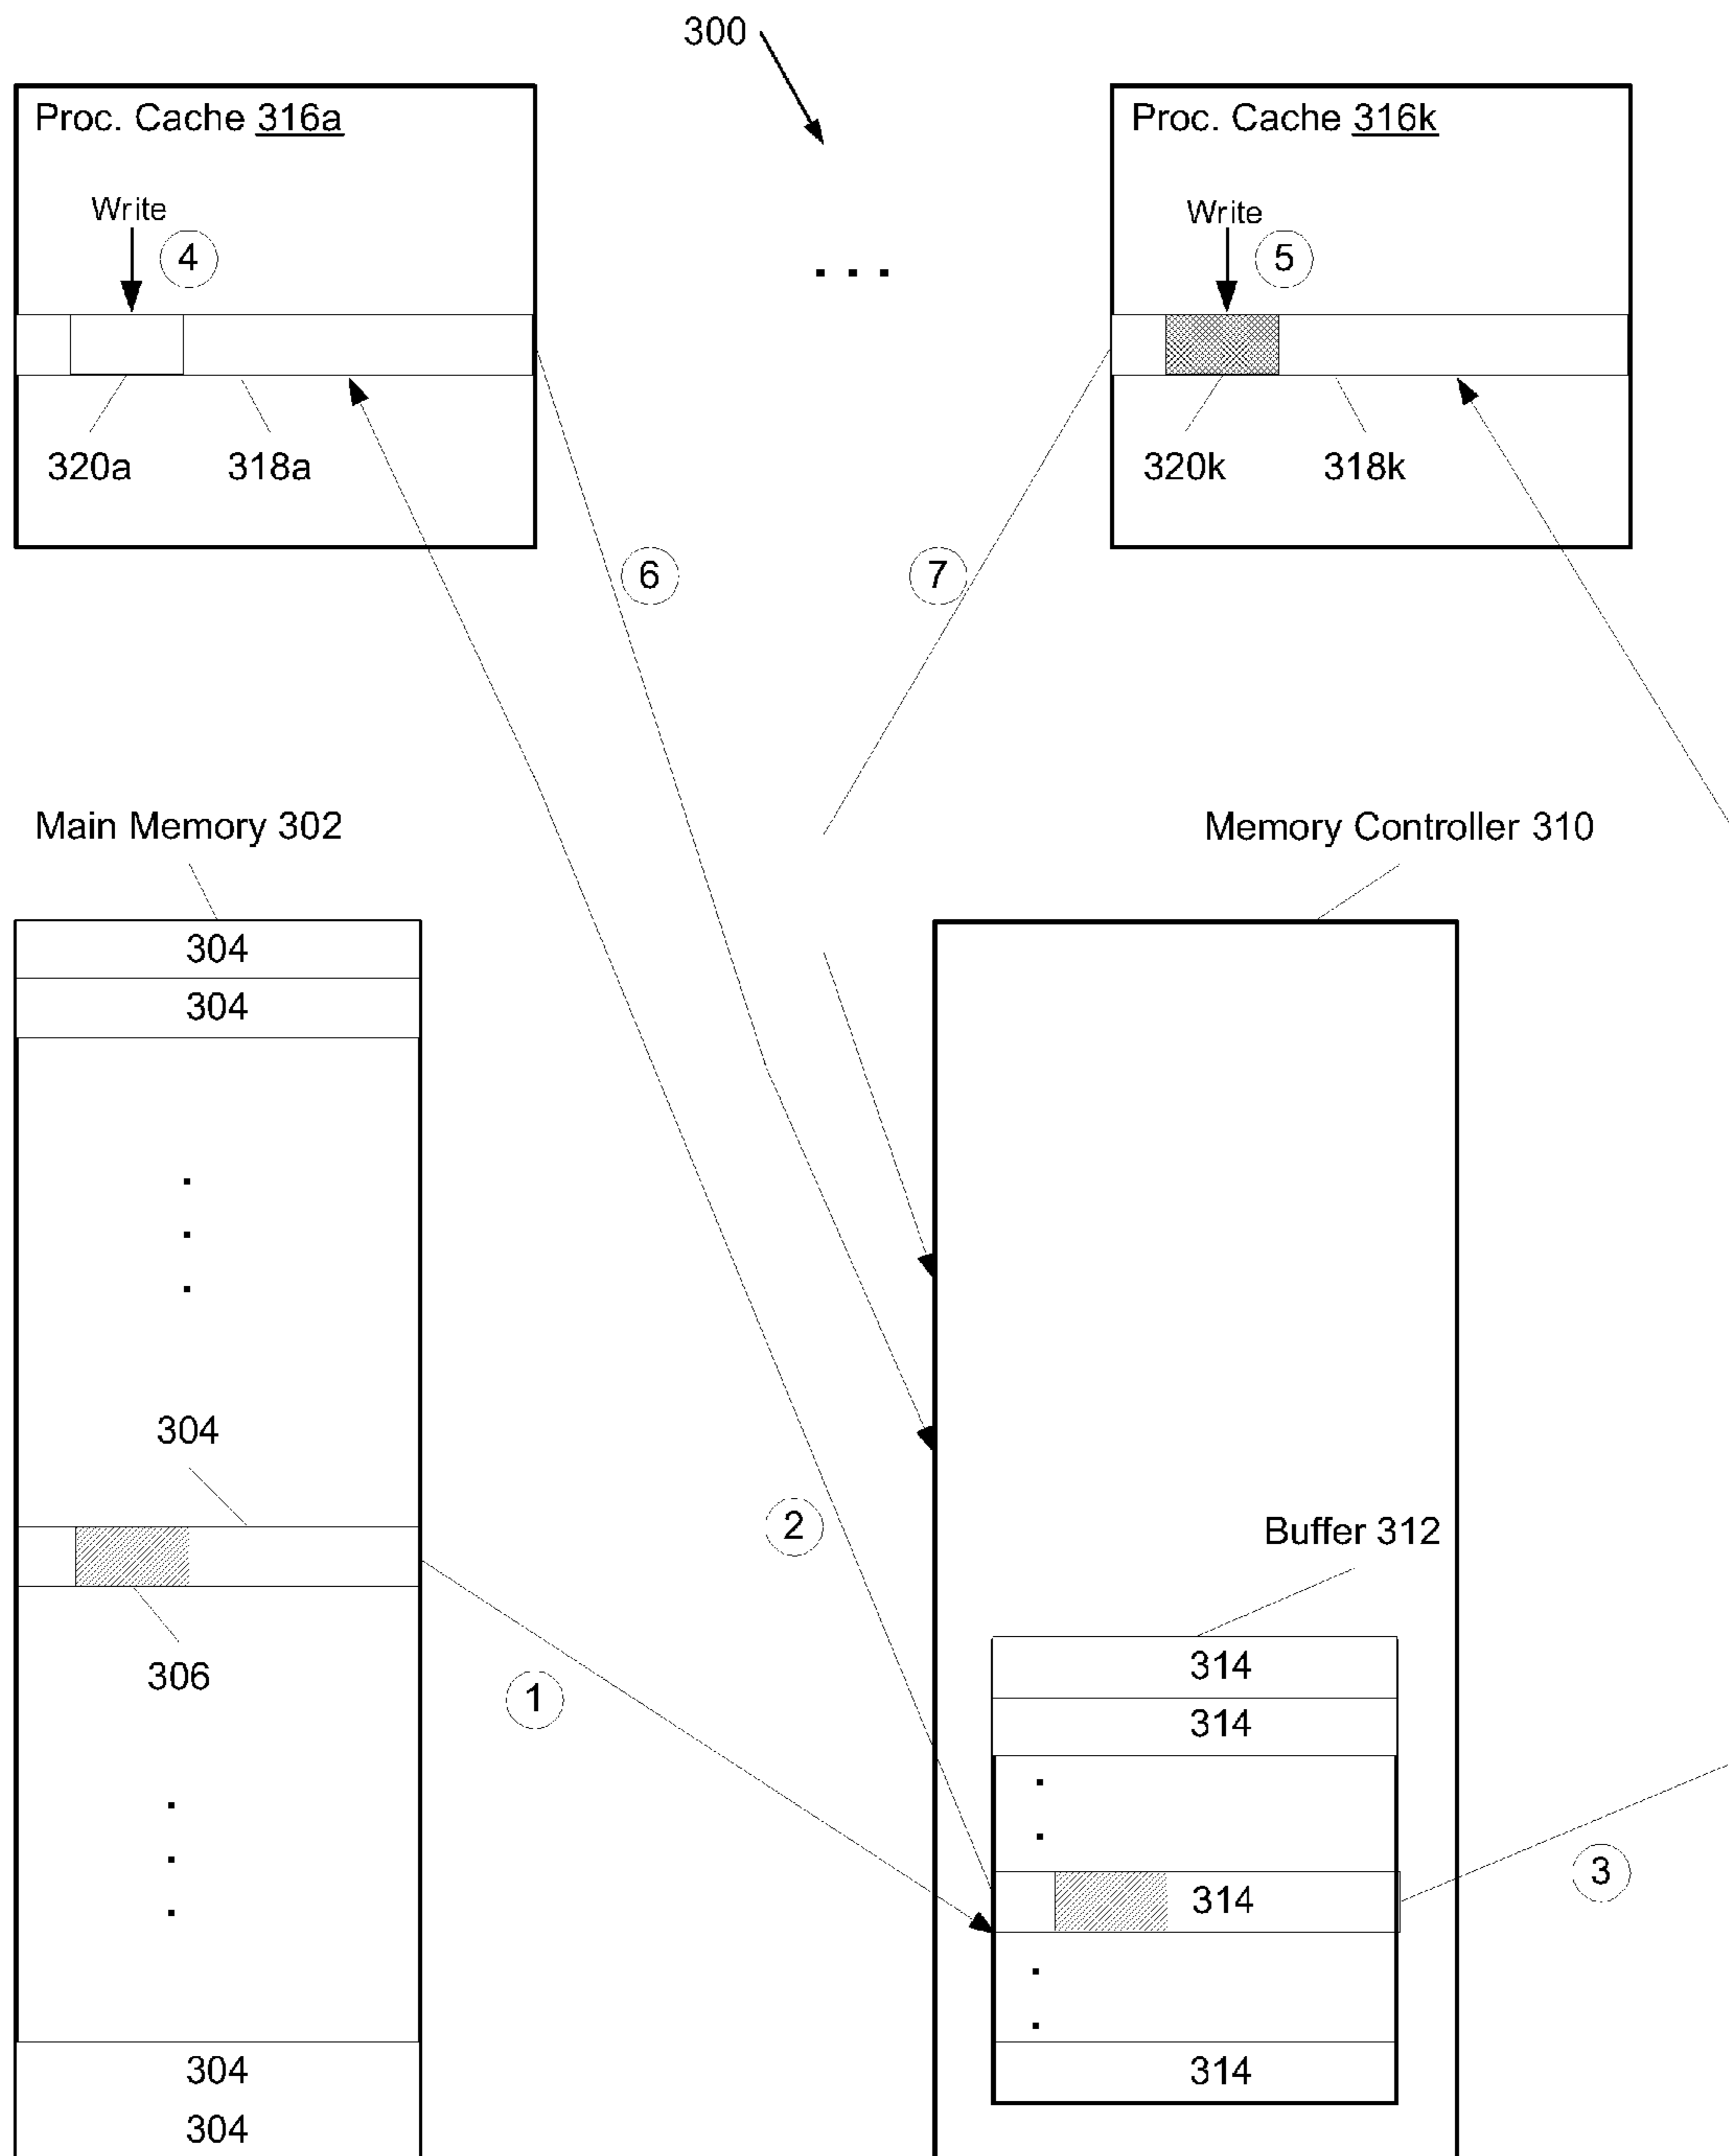 300
Proc. Cache 316a
Proc. Cache 316k
Write
Write
4
5
. . .
320a
318a
320k
318k
6
7
Main Memory 302
Memory Controller 310
304
304
304
2
Buffer 312
306
1
314
314
314
3
304
314
304